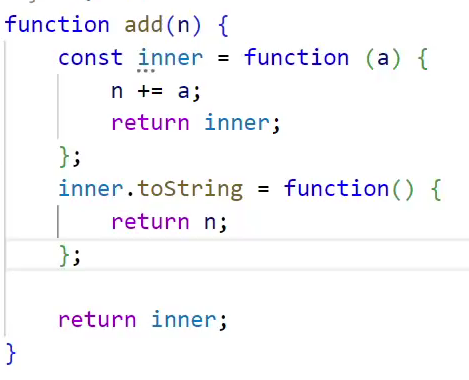 function add(n) {
    const inner = function (a) {
        n += a;
        return inner;
    };
    inner.toString = function() {
        return n;
    };

    return inner;
}